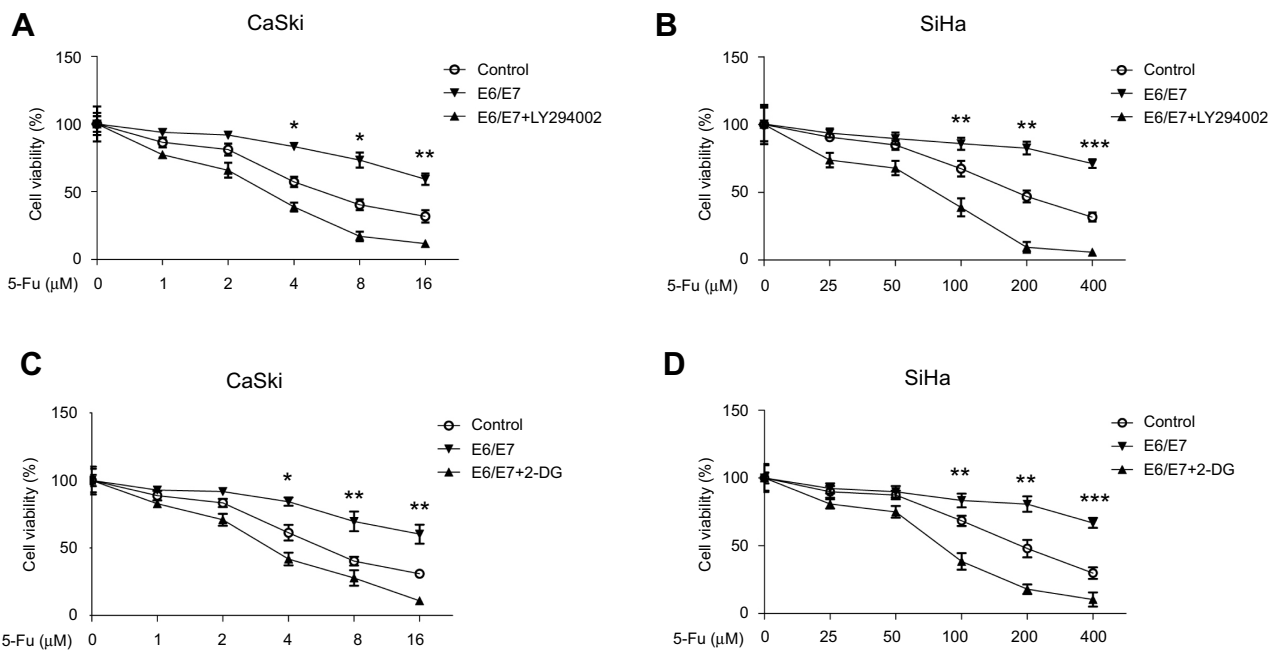 A
CaSki
150
100
50
0
Cell viability (%)
Control
E6/E7
E6/E7+LY294002
*
*
**
5-Fu (μM) 0 1 2 4 8 16
B
SiHa
150
100
50
0
Cell viability (%)
Control
E6/E7
E6/E7+LY294002
**
**
***
5-Fu (μM) 0 25 50 100 200 400
C
CaSki
150
100
50
0
Cell viability (%)
Control
E6/E7
E6/E7+2-DG
*
**
**
5-Fu (μM) 0 1 2 4 8 16
D
SiHa
150
100
50
0
Cell viability (%)
Control
E6/E7
E6/E7+2-DG
**
**
***
5-Fu (μM) 0 25 50 100 200 400